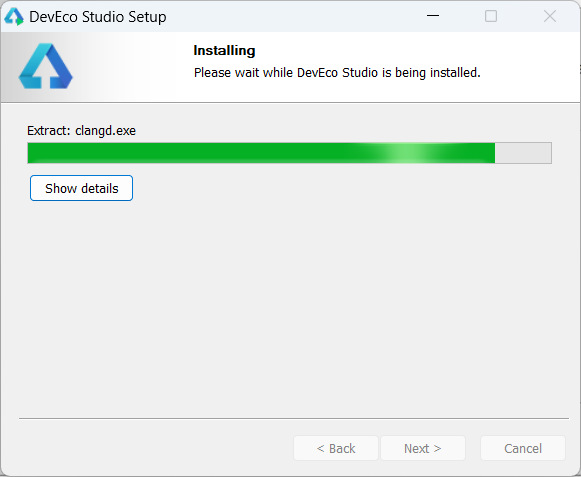 DevEco Studio Setup
Installing
Please wait while DevEco Studio is being installed.
Extract: clangd.exe
Show details
< Back
Next >
Cancel